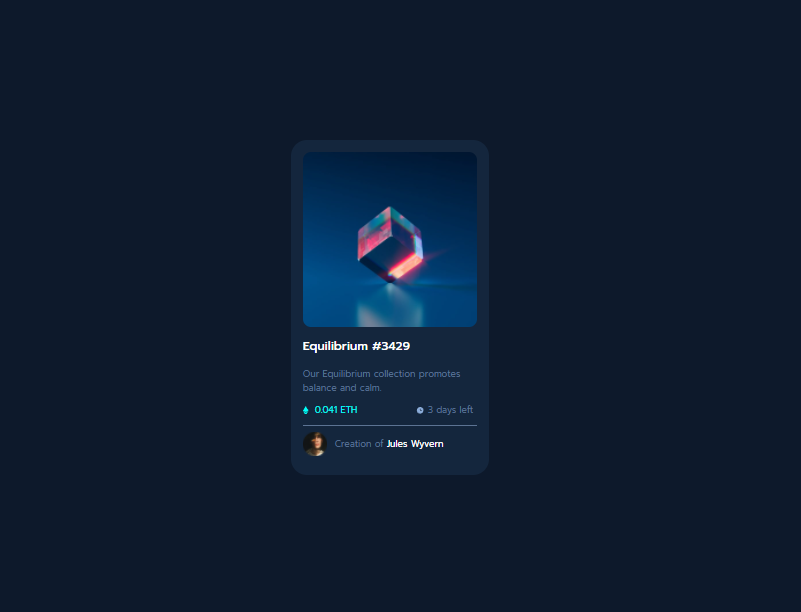 Equilibrium #3429
Our Equilibrium collection promotes
balance and calm.
0.041 ETH
3 days left
Creation of Jules Wyvern